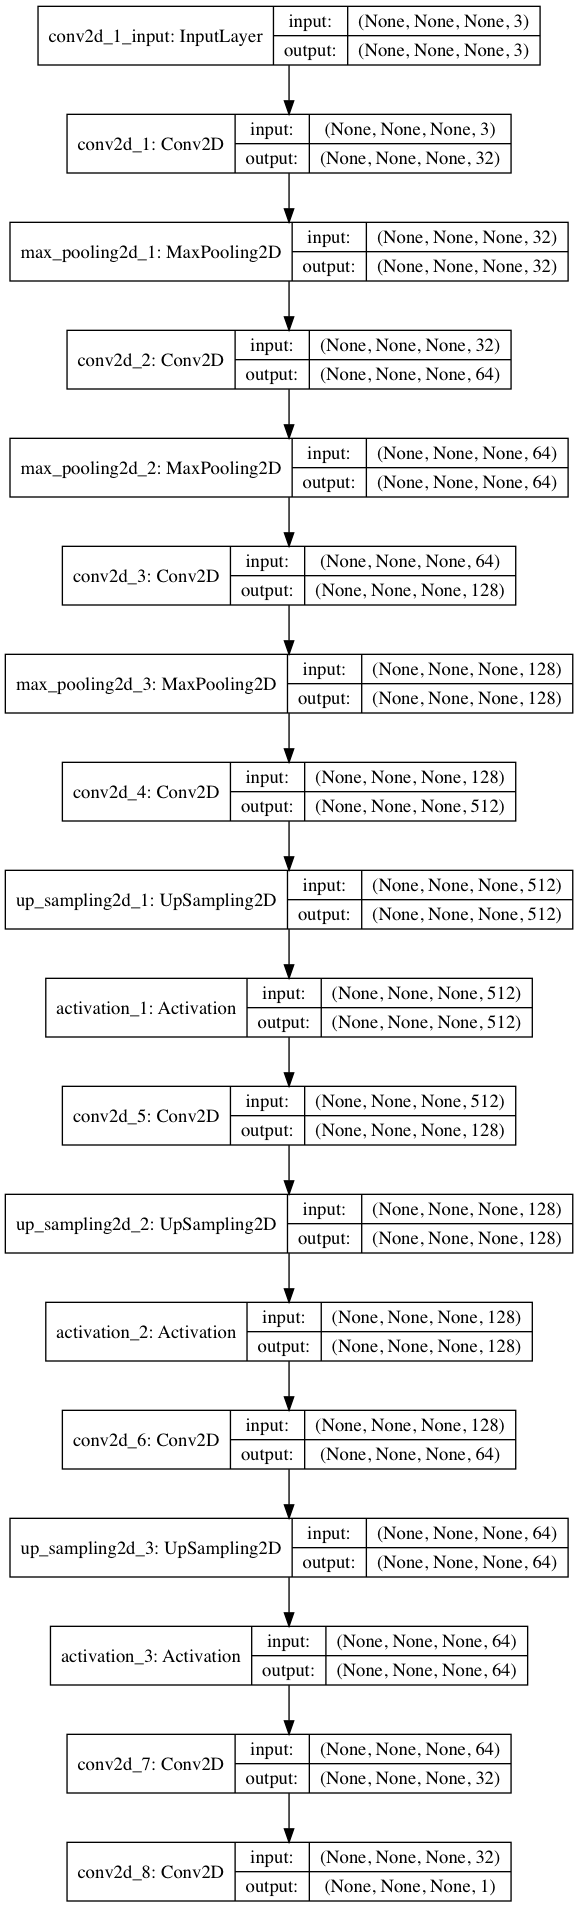 conv2d_1_input: InputLayer
input: (None, None, None, 3)
output: (None, None, None, 3)
conv2d_1: Conv2D
input: (None, None, None, 3)
output: (None, None, None, 32)
max_pooling2d_1: MaxPooling2D
input: (None, None, None, 32)
output: (None, None, None, 32)
conv2d_2: Conv2D
input: (None, None, None, 32)
output: (None, None, None, 64)
max_pooling2d_2: MaxPooling2D
input: (None, None, None, 64)
output: (None, None, None, 64)
conv2d_3: Conv2D
input: (None, None, None, 64)
output: (None, None, None, 128)
max_pooling2d_3: MaxPooling2D
input: (None, None, None, 128)
output: (None, None, None, 128)
conv2d_4: Conv2D
input: (None, None, None, 128)
output: (None, None, None, 512)
up_sampling2d_1: UpSampling2D
input: (None, None, None, 512)
output: (None, None, None, 512)
activation_1: Activation
input: (None, None, None, 512)
output: (None, None, None, 512)
conv2d_5: Conv2D
input: (None, None, None, 512)
output: (None, None, None, 128)
up_sampling2d_2: UpSampling2D
input: (None, None, None, 128)
output: (None, None, None, 128)
activation_2: Activation
input: (None, None, None, 128)
output: (None, None, None, 128)
conv2d_6: Conv2D
input: (None, None, None, 128)
output: (None, None, None, 64)
up_sampling2d_3: UpSampling2D
input: (None, None, None, 64)
output: (None, None, None, 64)
activation_3: Activation
input: (None, None, None, 64)
output: (None, None, None, 64)
conv2d_7: Conv2D
input: (None, None, None, 64)
output: (None, None, None, 32)
conv2d_8: Conv2D
input: (None, None, None, 32)
output: (None, None, None, 1)